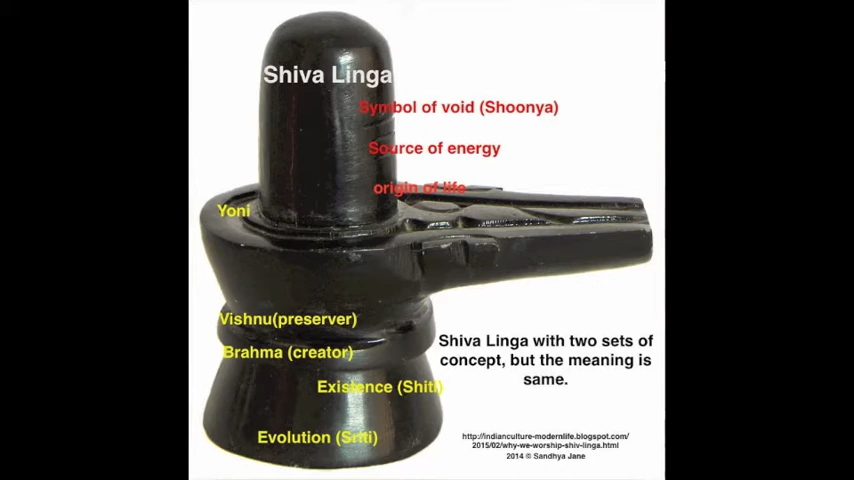 Shiva Linga
Symbol of void (Shoonya)
Source of energy
origin of life
Yoni
Vishnu(preserver)
Brahma (creator)
Existence (Shiti)
Evolution (Sriti)
Shiva Linga with two sets of
concept, but the meaning is
same.
http://indianculture-modernlife.blogspot.com/
2015/02/why-we-worship-shiv-linga.html
2014 © Sandhya Jane